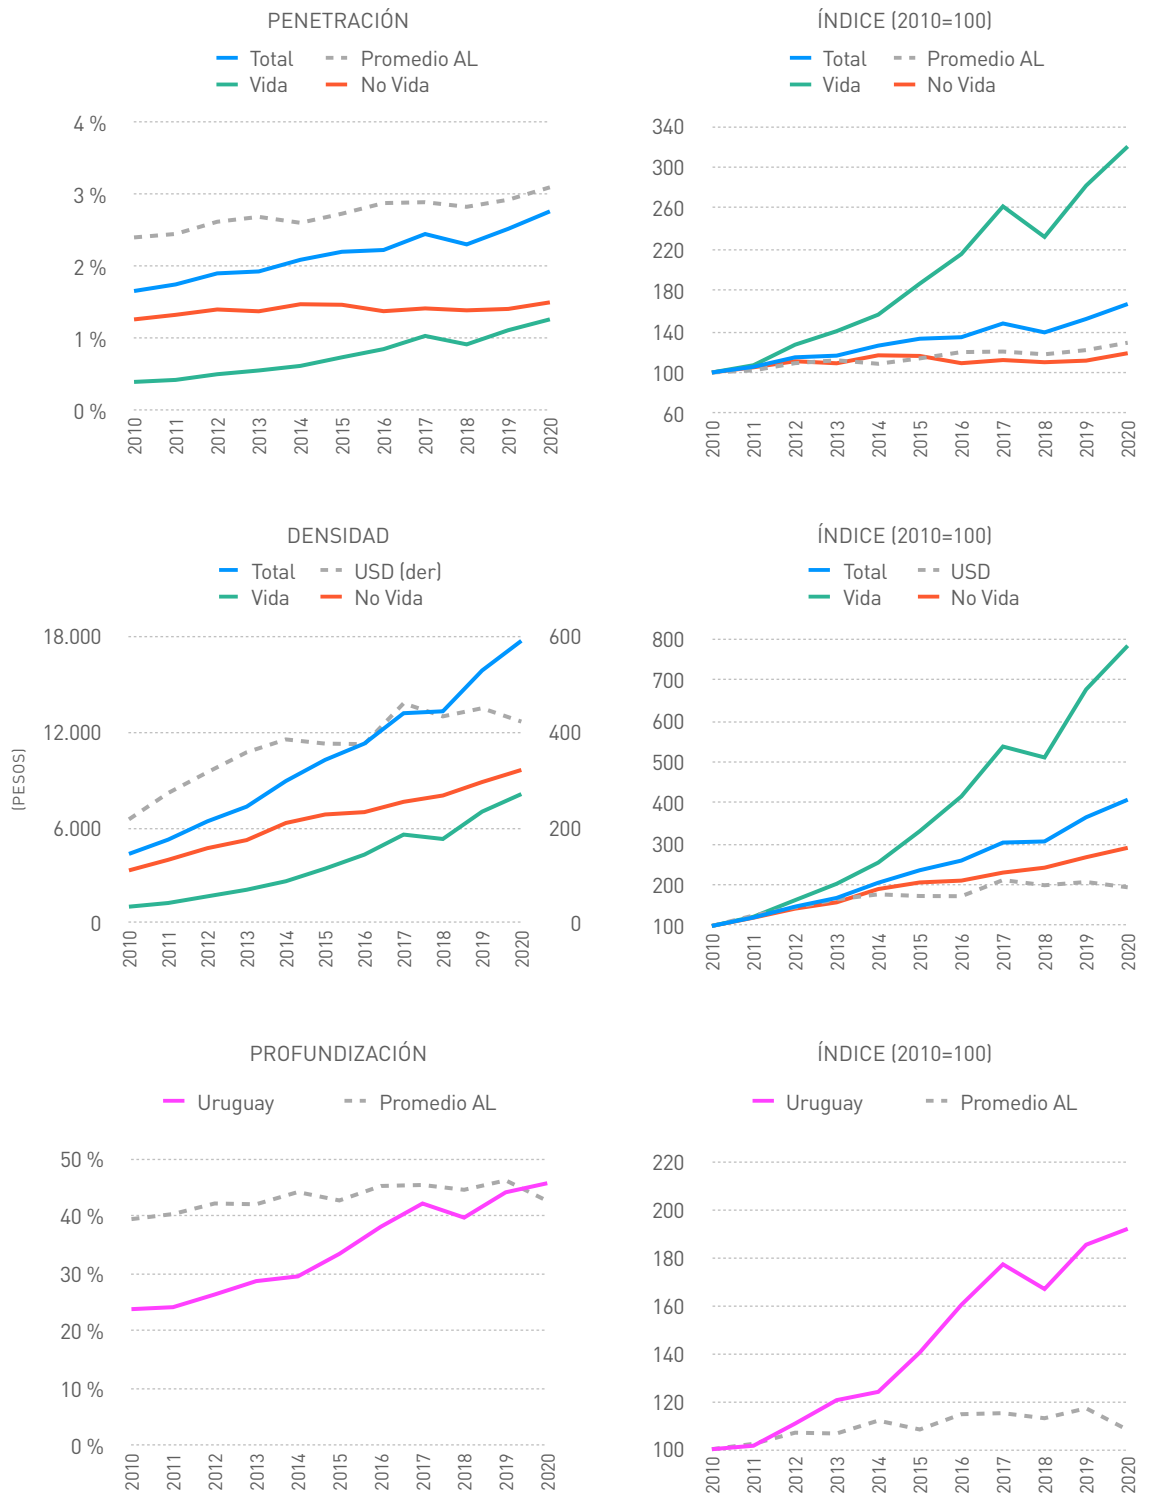 PENETRACIÓN
Total Promedio AL
Vida No Vida
4 %
3 %
2 %
1 %
0 %
2010 2011 2012 2013 2014 2015 2016 2017 2018 2019 2020
ÍNDICE (2010=100)
Total Promedio AL
Vida No Vida
340
300
260
220
180
140
100
60
2010 2011 2012 2013 2014 2015 2016 2017 2018 2019 2020
DENSIDAD
Total USD (der)
Vida No Vida
(PESOS)
18.000 600
12.000 400
6.000 200
0 0
2010 2011 2012 2013 2014 2015 2016 2017 2018 2019 2020
ÍNDICE (2010=100)
Total USD
Vida No Vida
800
700
600
500
400
300
200
100
2010 2011 2012 2013 2014 2015 2016 2017 2018 2019 2020
PROFUNDIZACIÓN
Uruguay Promedio AL
50 %
40 %
30 %
20 %
10 %
0 %
2010 2011 2012 2013 2014 2015 2016 2017 2018 2019 2020
ÍNDICE (2010=100)
Uruguay Promedio AL
220
200
180
160
140
120
100
2010 2011 2012 2013 2014 2015 2016 2017 2018 2019 2020